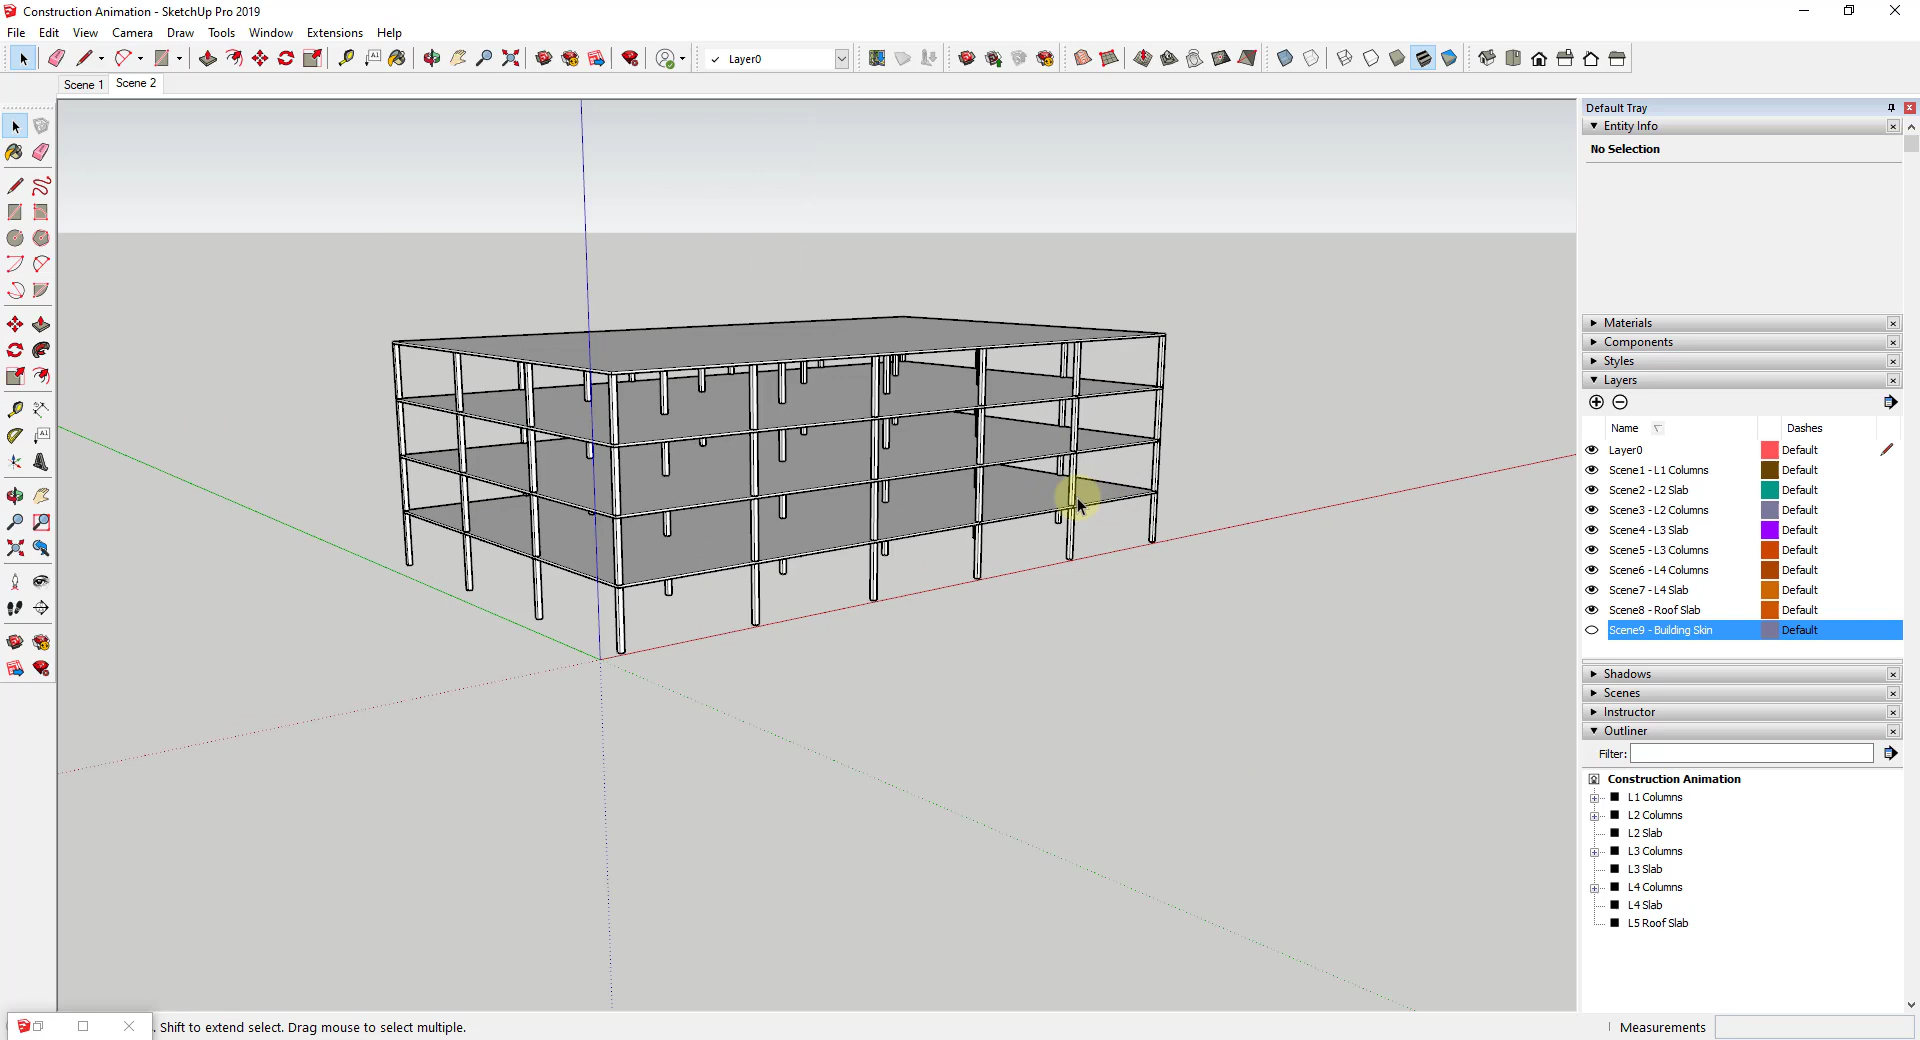 Construction Animation - SketchUp Pro 2019
File Edit View Camera Draw Tools Window Extensions Help
✓ Layer0
Scene 1 Scene 2
Default Tray
Entity Info
No Selection
Materials
Components
Styles
Layers
Name Dashes
Layer0 Default
Scene1 - L1 Columns Default
Scene2 - L2 Slab Default
Scene3 - L2 Columns Default
Scene4 - L3 Slab Default
Scene5 - L3 Columns Default
Scene6 - L4 Columns Default
Scene7 - L4 Slab Default
Scene8 - Roof Slab Default
Scene9 - Building Skin Default
Shadows
Scenes
Instructor
Outliner
Filter:
Construction Animation
L1 Columns
L2 Columns
L2 Slab
L3 Columns
L3 Slab
L4 Columns
L4 Slab
L5 Roof Slab
. Shift to extend select. Drag mouse to select multiple.
Measurements